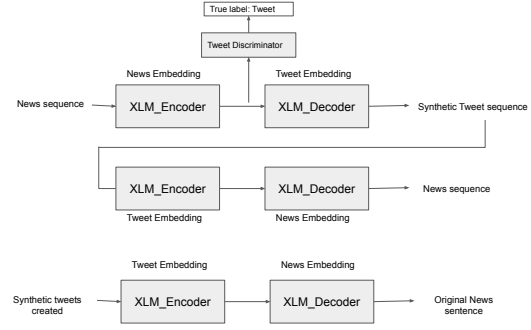 True label: Tweet
Tweet Discriminator
News Embedding
Tweet Embedding
News sequence
XLM_Encoder
XLM_Decoder
Synthetic Tweet sequence
XLM_Encoder
XLM_Decoder
News sequence
Tweet Embedding
News Embedding
Tweet Embedding
News Embedding
Synthetic tweets
created
XLM_Encoder
XLM_Decoder
Original News
sentence